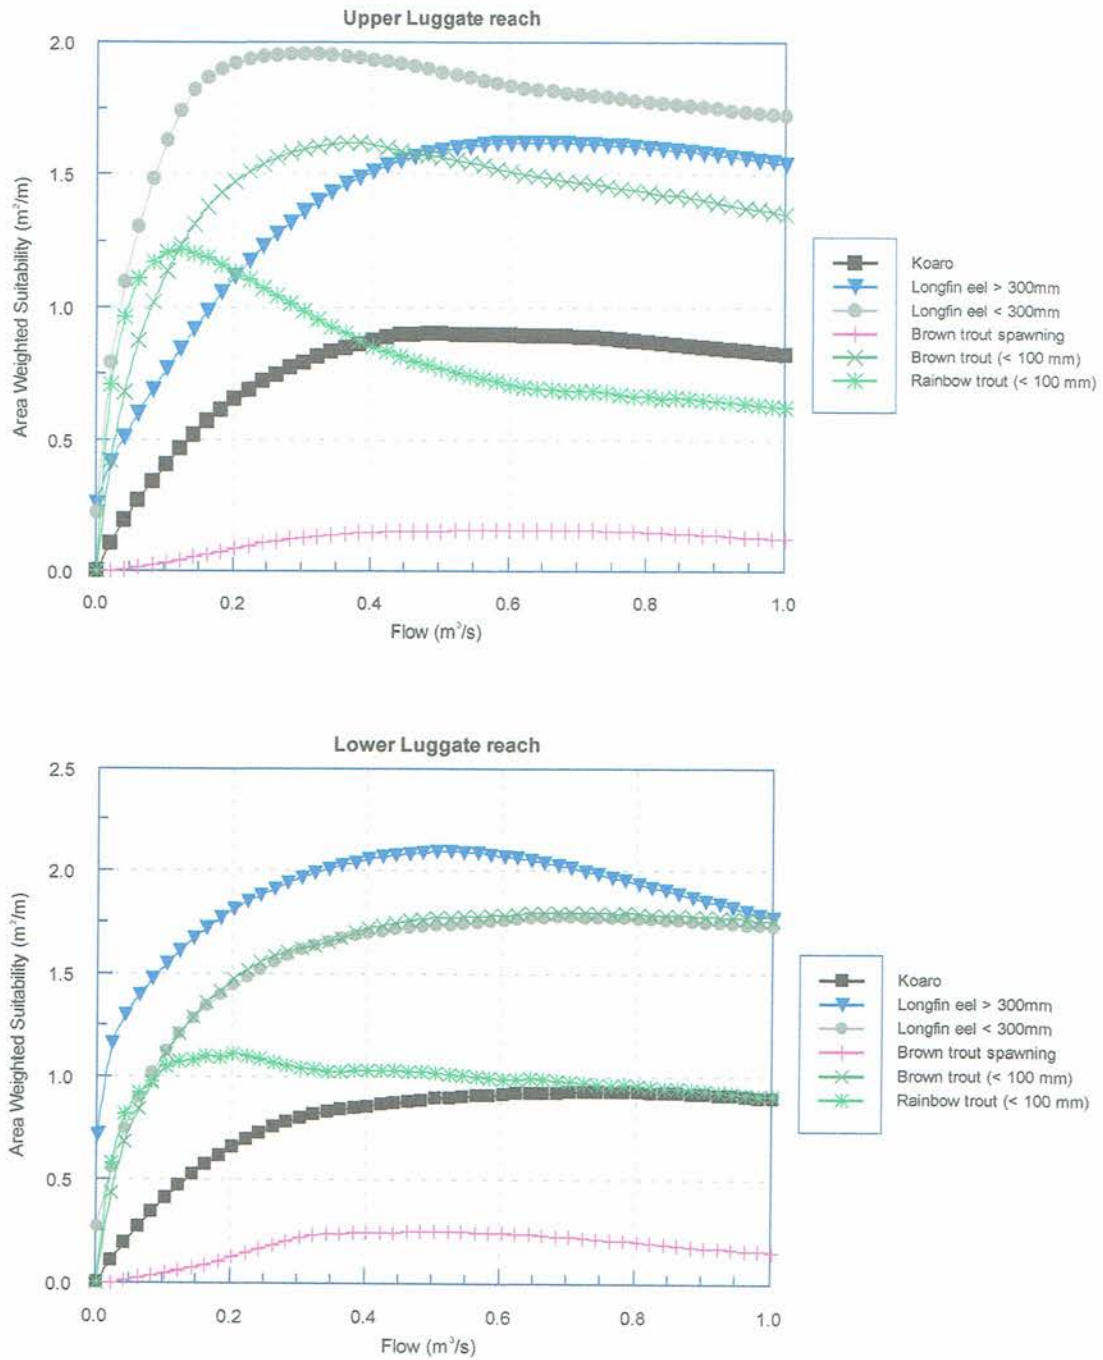 Upper Luggate reach
2.0
1.5
1.0
0.5
0.0
Area Weighted Suitability (m²/m)
0.0 0.2 0.4 0.6 0.8 1.0
Flow (m³/s)
Koaro
Longfin eel > 300mm
Longfin eel < 300mm
Brown trout spawning
Brown trout (< 100 mm)
Rainbow trout (< 100 mm)
Lower Luggate reach
2.5
2.0
1.5
1.0
0.5
0.0
Area Weighted Suitability (m²/m)
0.0 0.2 0.4 0.6 0.8 1.0
Flow (m³/s)
Koaro
Longfin eel > 300mm
Longfin eel < 300mm
Brown trout spawning
Brown trout (< 100 mm)
Rainbow trout (< 100 mm)